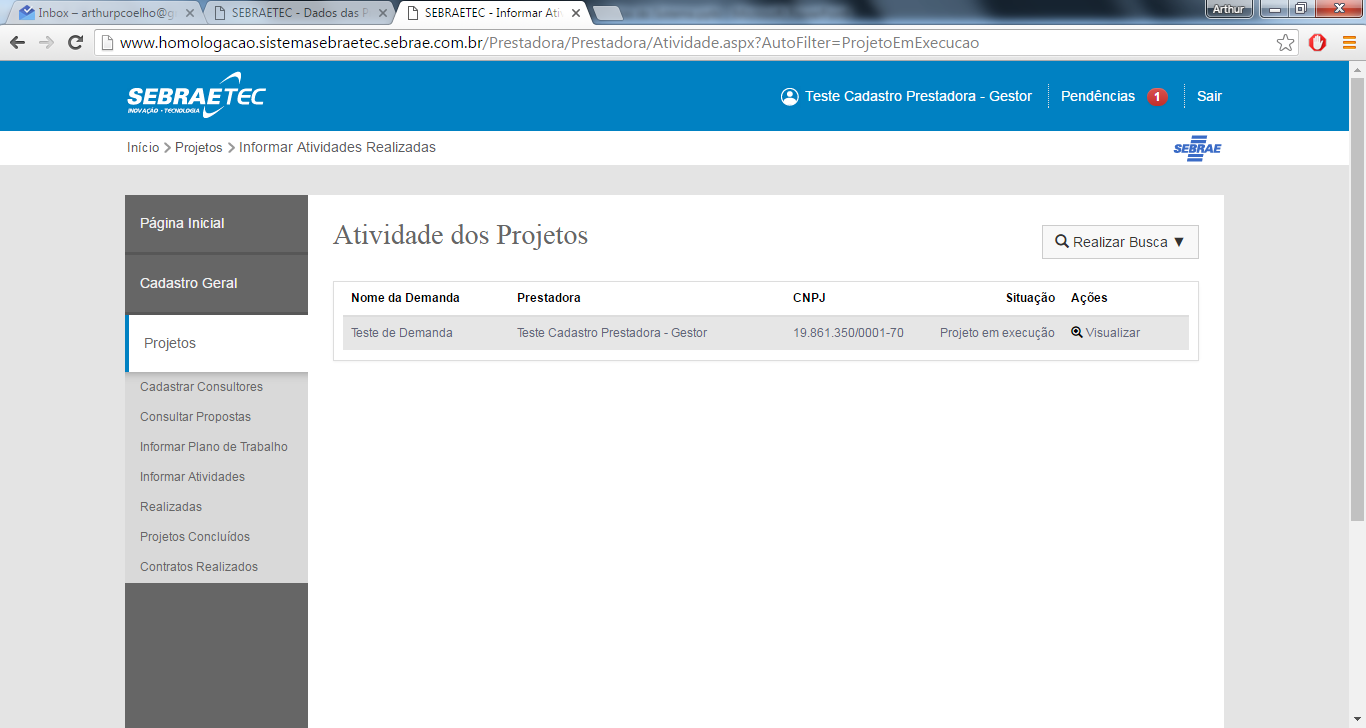 Inbox – arthurpcoelho@g
SEBRAETEC - Dados das P
SEBRAETEC - Informar Ati
Arthur
www.homologacao.sistemasebraetec.sebrae.com.br/Prestadora/Prestadora/Atividade.aspx?AutoFilter=ProjetoEmExecucao
SEBRAETEC
INOVAÇÃO - TECNOLOGIA
Teste Cadastro Prestadora - Gestor
Pendências 1
Sair
Início > Projetos > Informar Atividades Realizadas
SEBRAE
Página Inicial
Cadastro Geral
Projetos
Cadastrar Consultores
Consultar Propostas
Informar Plano de Trabalho
Informar Atividades
Realizadas
Projetos Concluídos
Contratos Realizados
Atividade dos Projetos
Realizar Busca ▼
Nome da Demanda Prestadora CNPJ Situação Ações
Teste de Demanda Teste Cadastro Prestadora - Gestor 19.861.350/0001-70 Projeto em execução Visualizar